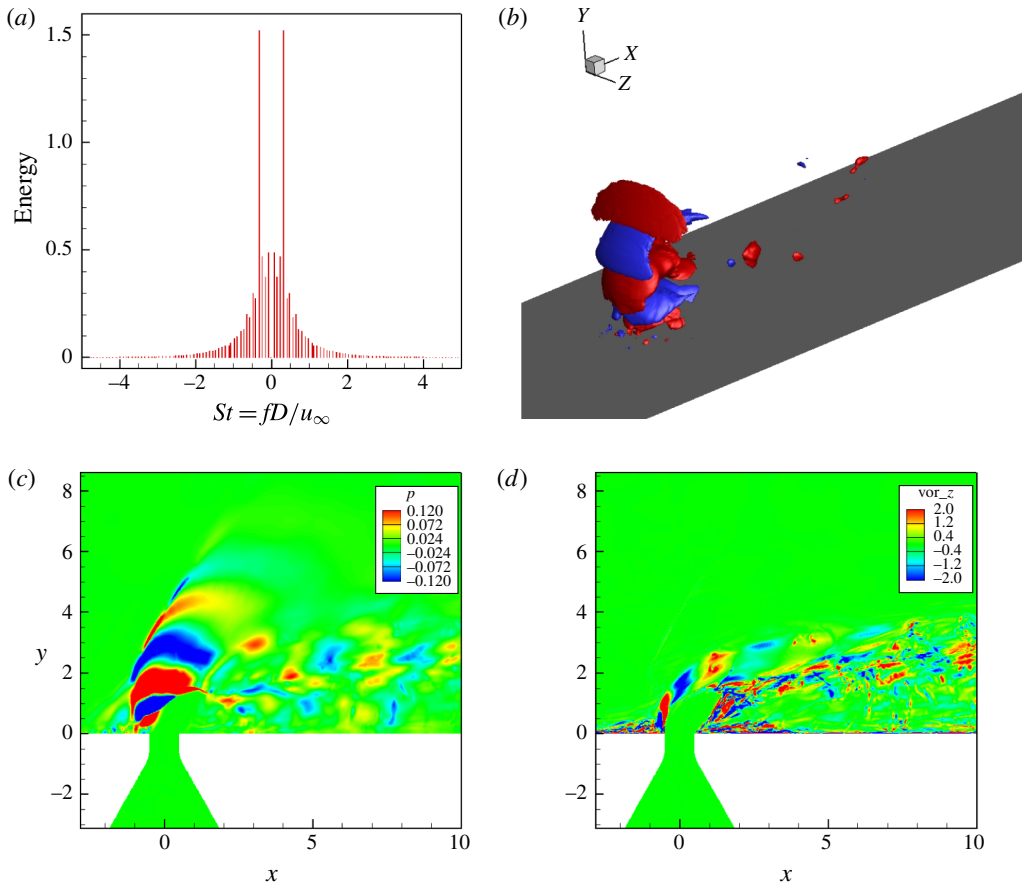 (a)
1.5
1.0
0.5
0
Energy
−4 −2 0 2 4
St = fD/u∞
(b)
Y
X
Z
(c)
8
6
4
2
0
−2
y
p
0.120
0.072
0.024
−0.024
−0.072
−0.120
0 5 10
x
(d)
8
6
4
2
0
−2
vor_z
2.0
1.2
0.4
−0.4
−1.2
−2.0
0 5 10
x